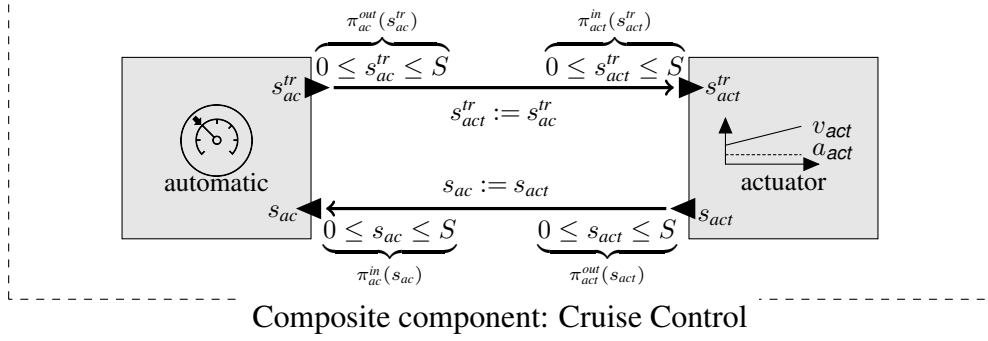 π_ac^out(s_ac^tr) π_act^in(s_act^tr)
0 ≤ s_ac^tr ≤ S 0 ≤ s_act^tr ≤ S
s_ac^tr s_act^tr
s_act^tr := s_ac^tr
v_act
a_act
automatic actuator
s_ac := s_act
s_ac s_act
0 ≤ s_ac ≤ S 0 ≤ s_act ≤ S
π_ac^in(s_ac) π_act^out(s_act)
Composite component: Cruise Control